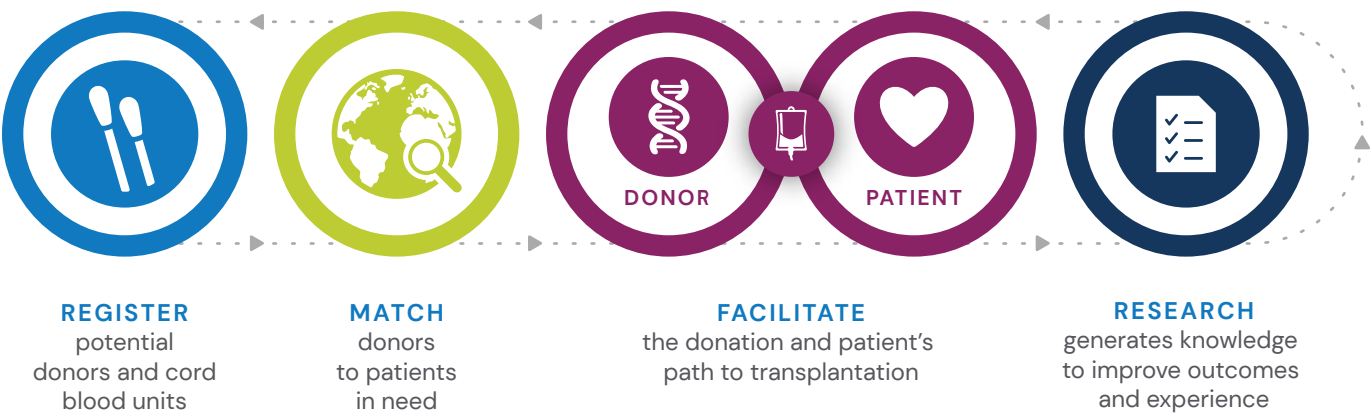 DONOR
PATIENT
REGISTER
potential
donors and cord
blood units
MATCH
donors
to patients
in need
FACILITATE
the donation and patient's
path to transplantation
RESEARCH
generates knowledge
to improve outcomes
and experience